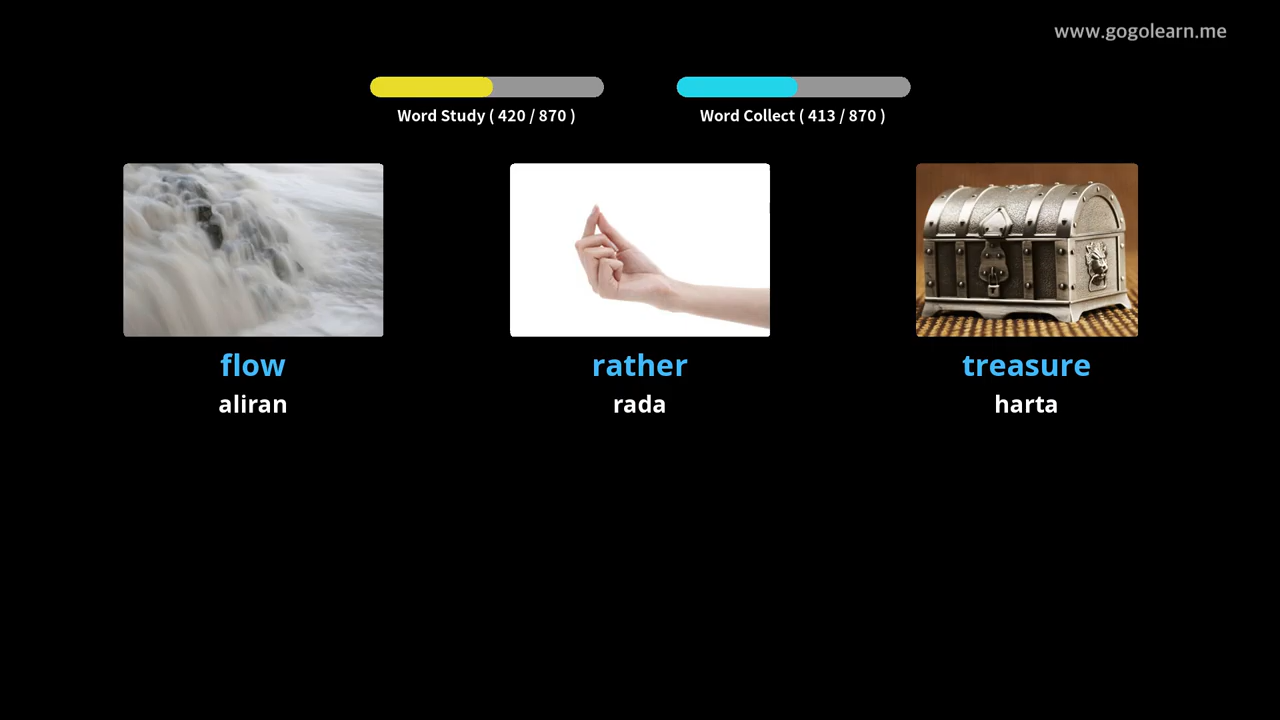 www.gogolearn.me
Word Study ( 420 / 870 )
Word Collect ( 413 / 870 )
flow
aliran
rather
rada
treasure
harta